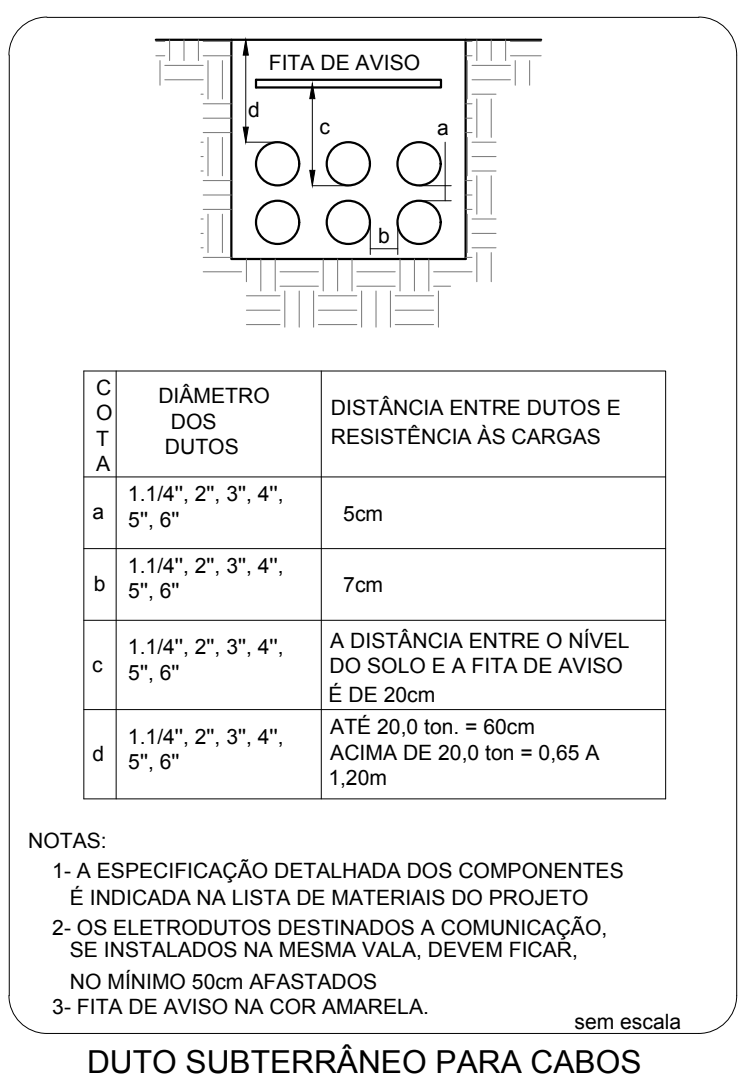 FITA DE AVISO
d
c
a
b
C
O
T
A
DIÂMETRO
DOS
DUTOS
DISTÂNCIA ENTRE DUTOS E
RESISTÊNCIA ÀS CARGAS
a
1.1/4", 2", 3", 4",
5", 6"
5cm
b
1.1/4", 2", 3", 4",
5", 6"
7cm
c
1.1/4", 2", 3", 4",
5", 6"
A DISTÂNCIA ENTRE O NÍVEL
DO SOLO E A FITA DE AVISO
É DE 20cm
d
1.1/4", 2", 3", 4",
5", 6"
ATÉ 20,0 ton. = 60cm
ACIMA DE 20,0 ton = 0,65 A
1,20m
NOTAS:
1- A ESPECIFICAÇÃO DETALHADA DOS COMPONENTES
É INDICADA NA LISTA DE MATERIAIS DO PROJETO
2- OS ELETRODUTOS DESTINADOS A COMUNICAÇÃO,
SE INSTALADOS NA MESMA VALA, DEVEM FICAR,
NO MÍNIMO 50cm AFASTADOS
3- FITA DE AVISO NA COR AMARELA.
sem escala
DUTO SUBTERRÂNEO PARA CABOS